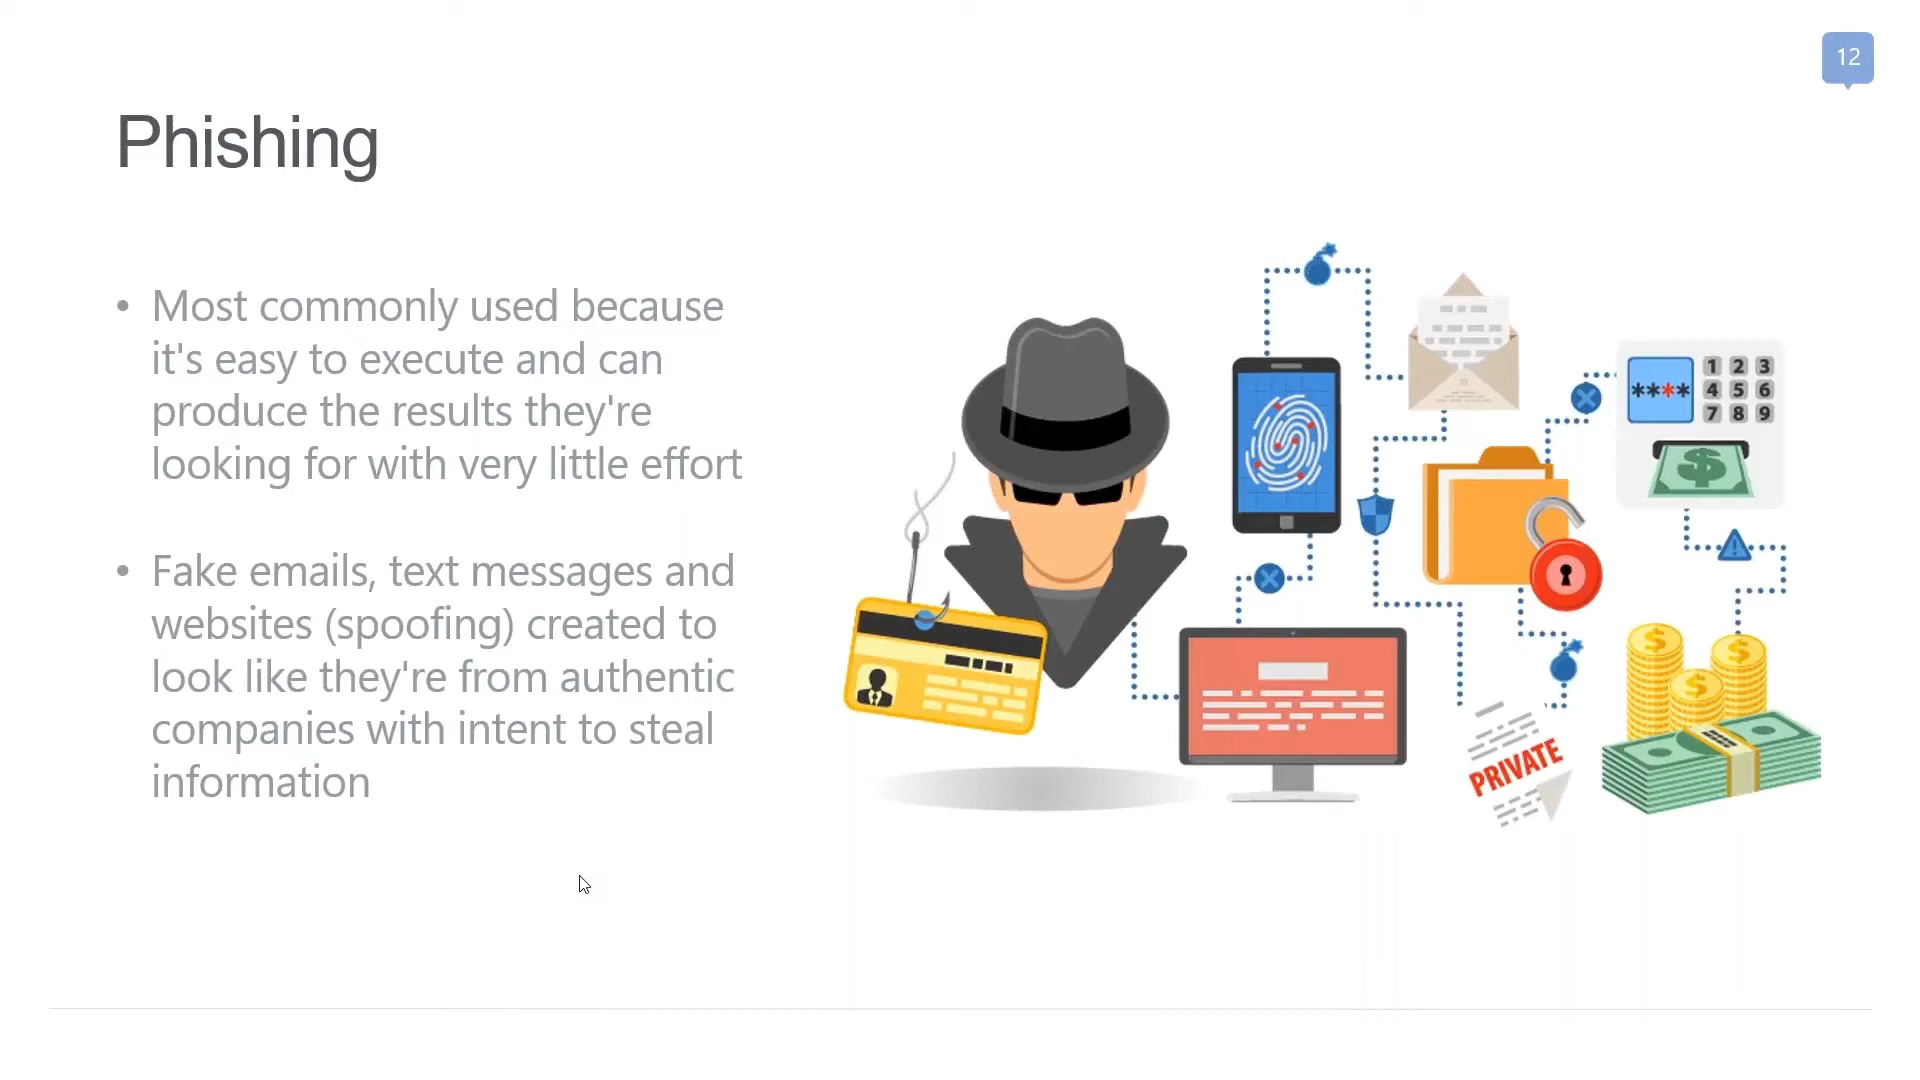 12
Phishing
• Most commonly used because
it's easy to execute and can
produce the results they're
looking for with very little effort
• Fake emails, text messages and
websites (spoofing) created to
look like they're from authentic
companies with intent to steal
information
****
1 2 3
4 5 6
7 8 9
$
$ $
$
PRIVATE